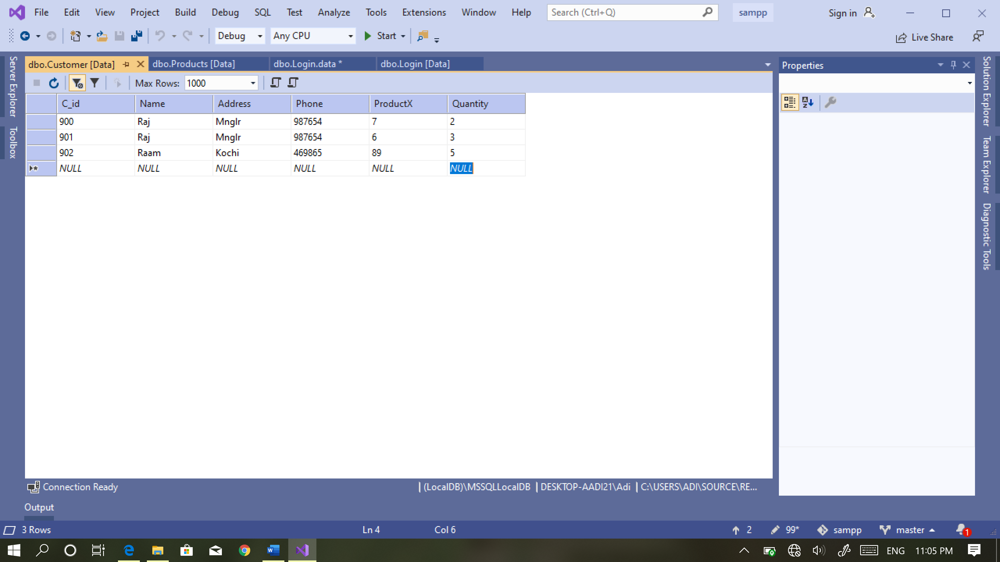 File Edit View Project Build Debug SQL Test Analyze Tools Extensions Window Help Search (Ctrl+Q) sampp Sign in
Debug Any CPU Start Live Share
Server Explorer
Toolbox
dbo.Customer [Data] dbo.Products [Data] dbo.Login.data * dbo.Login [Data]
Max Rows: 1000
C_id Name Address Phone ProductX Quantity
900 Raj Mnglr 987654 7 2
901 Raj Mnglr 987654 6 3
902 Raam Kochi 469865 89 5
NULL NULL NULL NULL NULL NULL
Properties
Solution Explorer
Team Explorer
Diagnostic Tools
Connection Ready | (LocalDB)\MSSQLLocalDB | DESKTOP-AADI21\Adi | C:\USERS\ADI\SOURCE\RE...
Output
3 Rows Ln 4 Col 6 2 99* sampp master 1
ENG 11:05 PM